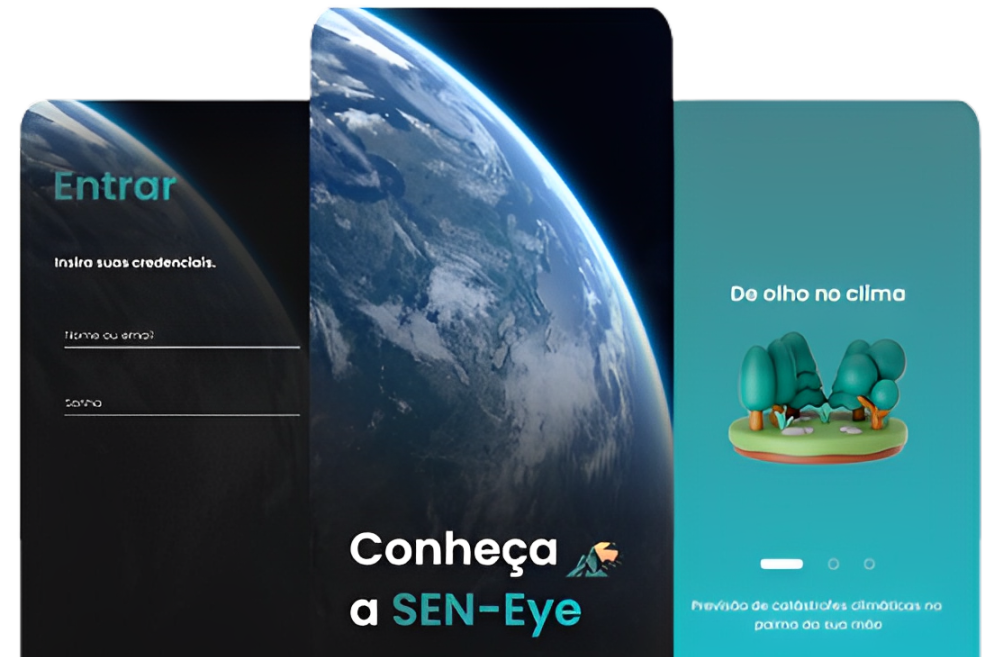 Entrar
Insira suas credenciais.
Nome ou email
Senha
Conheça
a SEN-Eye
De olho no clima
Previsão de catástrofes climáticas na
palma da sua mão